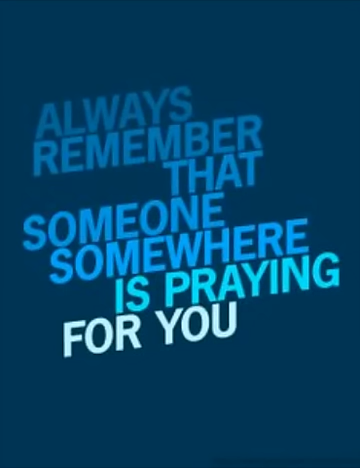 ALWAYS
REMEMBER
THAT
SOMEONE
SOMEWHERE
IS PRAYING
FOR YOU